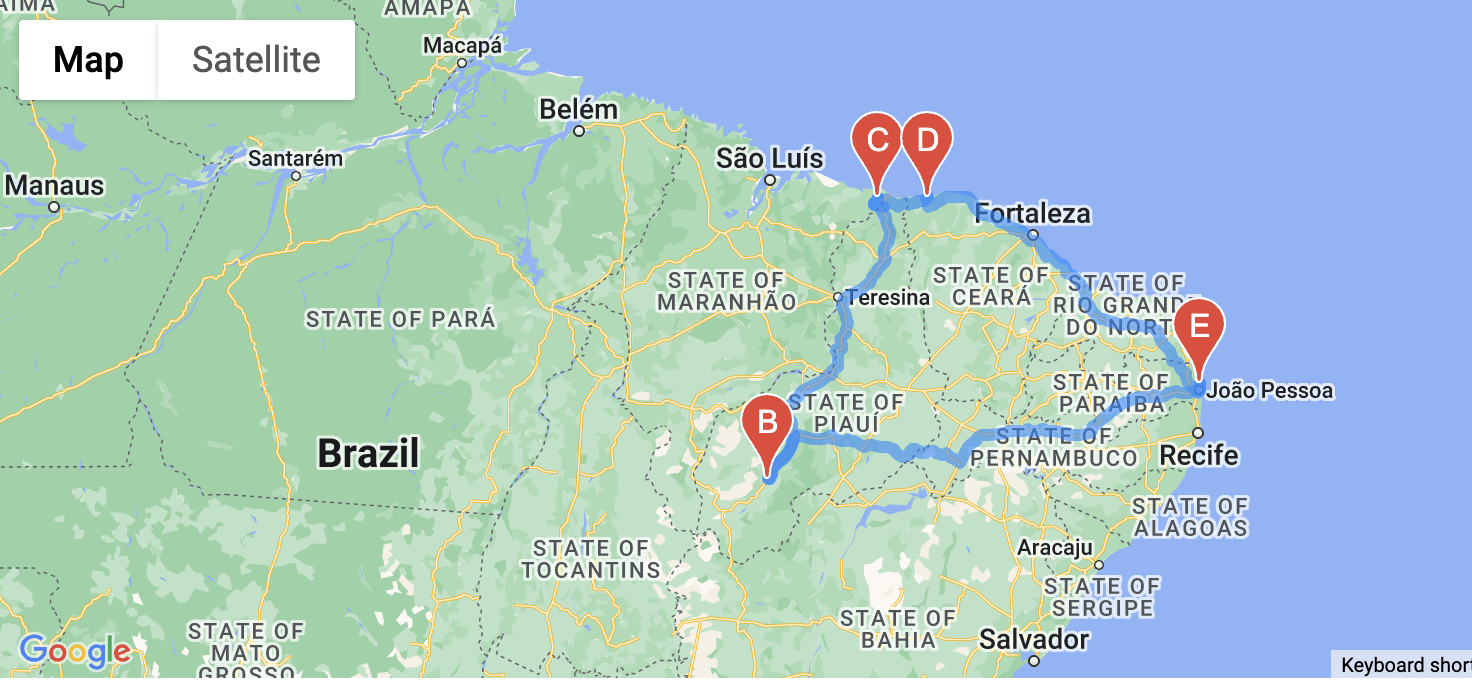 AIMA
AMAPÁ
Map
Satellite
Macapá
Belém
C
D
Santarém
São Luís
Manaus
Fortaleza
STATE OF
MARANHÃO
STATE OF
CEARÁ
STATE OF
RIO GRANDE
DO NORT
Teresina
STATE OF PARÁ
E
STATE OF
PARAÍBA
João Pessoa
STATE OF
PIAUÍ
B
Brazil
STATE OF
PERNAMBUCO
Recife
STATE OF
ALAGOAS
STATE OF
TOCANTINS
Aracaju
STATE OF
SERGIPE
STATE OF
BAHIA
Salvador
STATE OF
MATO
GROSSO
Google
Keyboard short